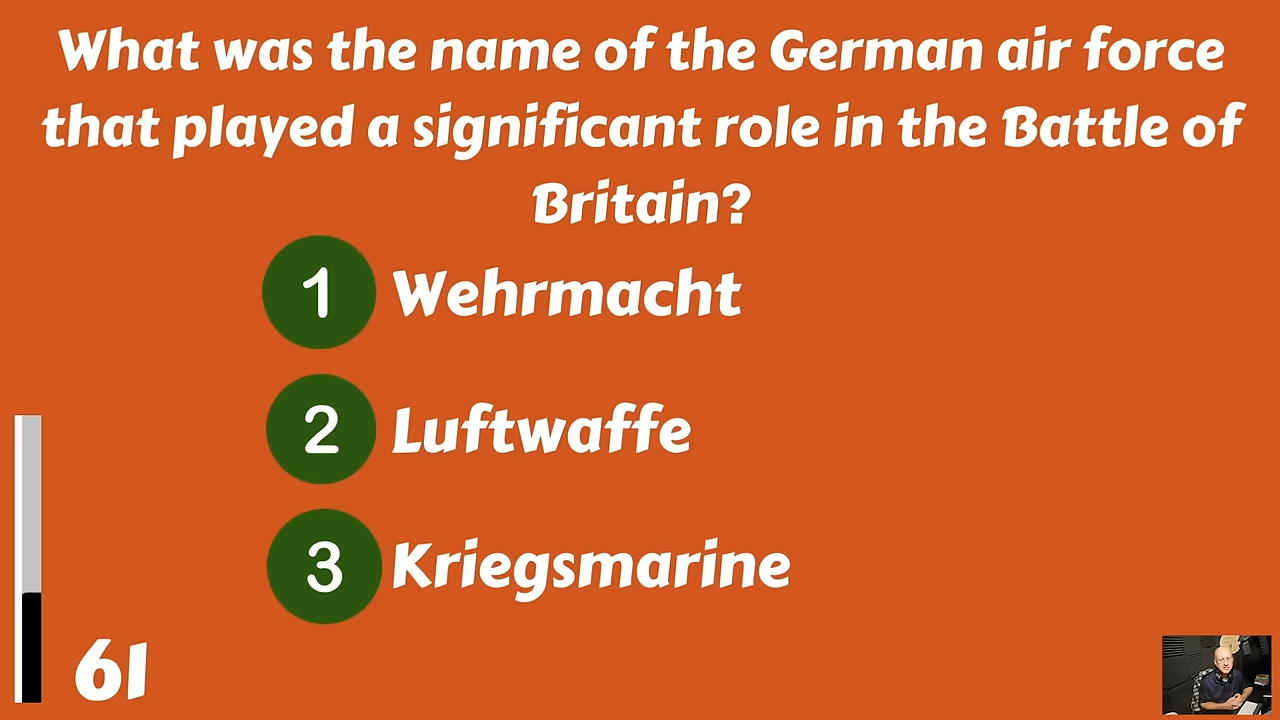 What was the name of the German air force
that played a significant role in the Battle of
Britain?
1 Wehrmacht
2 Luftwaffe
3 Kriegsmarine
61